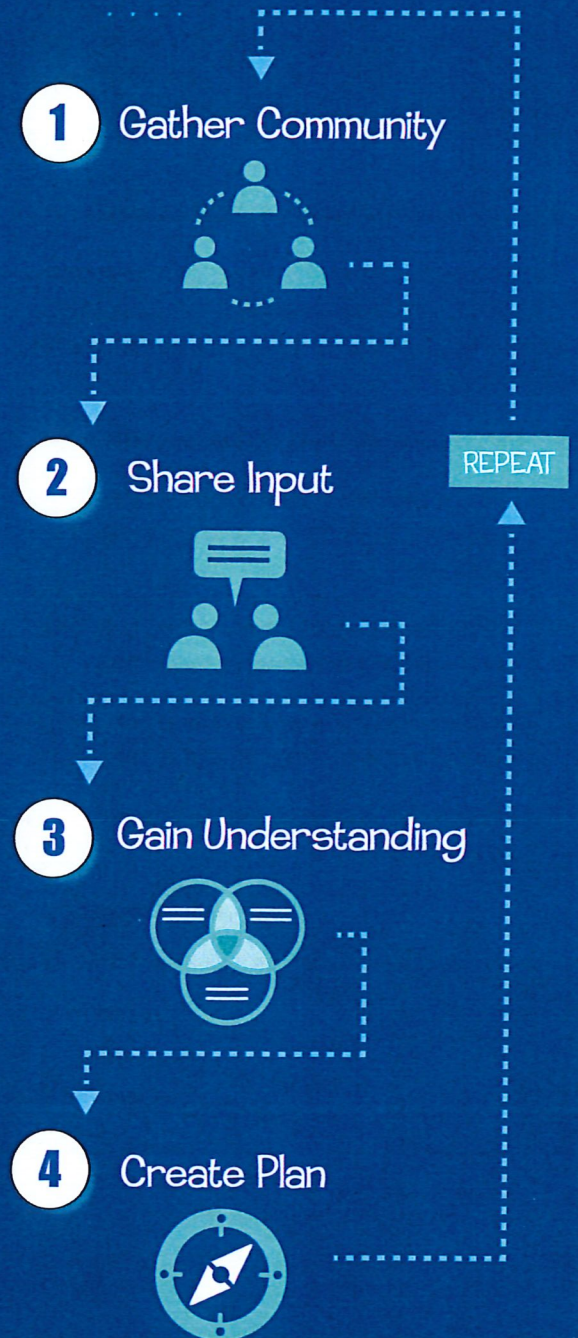 1 Gather Community
2 Share Input
REPEAT
3 Gain Understanding
4 Create Plan